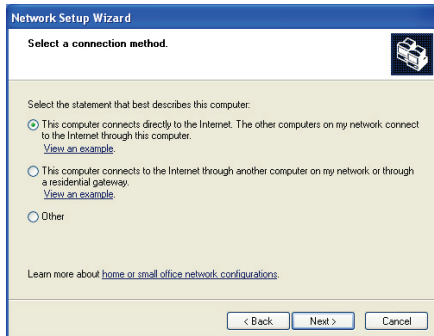 Network Setup Wizard
Select a connection method.
Select the statement that best describes this computer:
This computer connects directly to the Internet. The other computers on my network connect
to the Internet through this computer.
View an example.
This computer connects to the Internet through another computer on my network or through
a residential gateway.
View an example.
Other
Learn more about home or small office network configurations.
< Back Next > Cancel